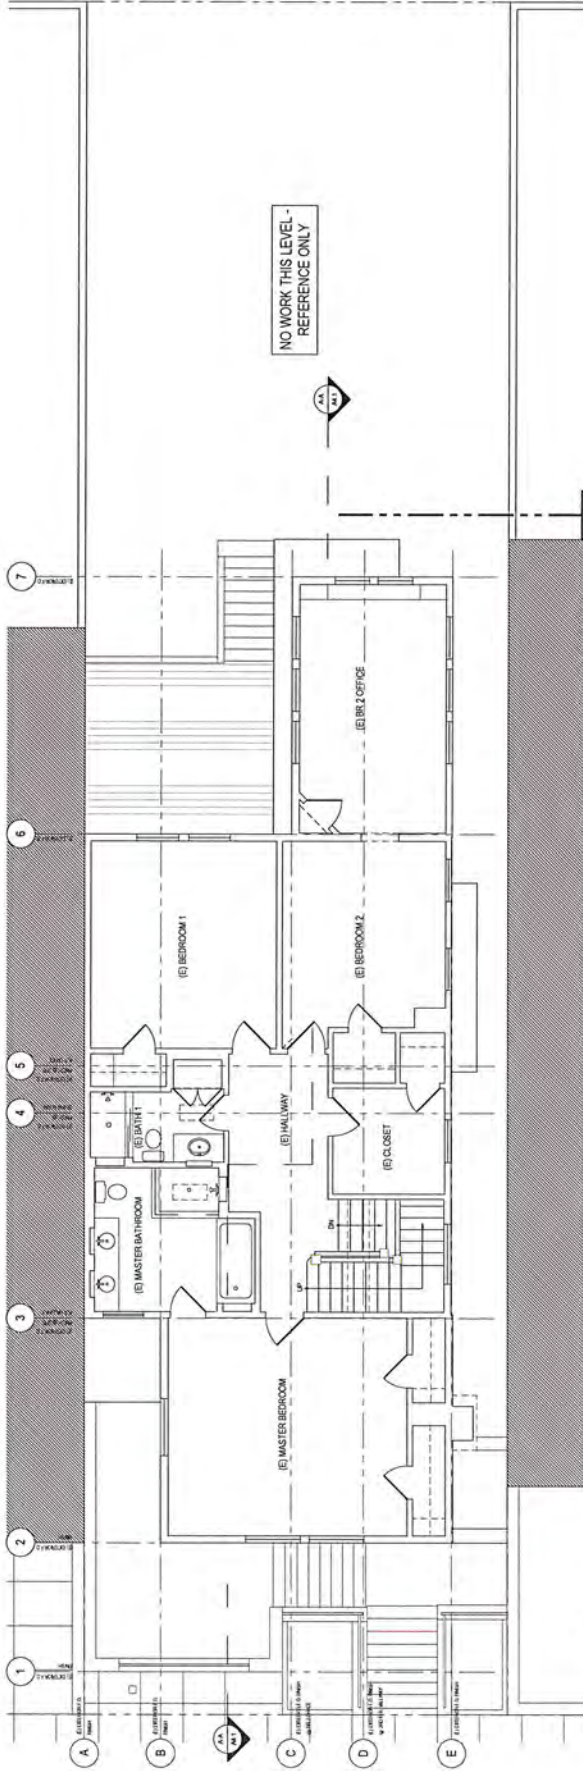 NO WORK THIS LEVEL -
REFERENCE ONLY
AA
A4.1
7
6
5
4
3
2
1
(E) BR 2 OFFICE
(E) BEDROOM 1
(E) BEDROOM 2
(E) BATH 1
(E) HALLWAY
(E) CLOSET
(E) MASTER BATHROOM
DN
UP
(E) MASTER BEDROOM
A
B
AA
A4.1
C
D
E